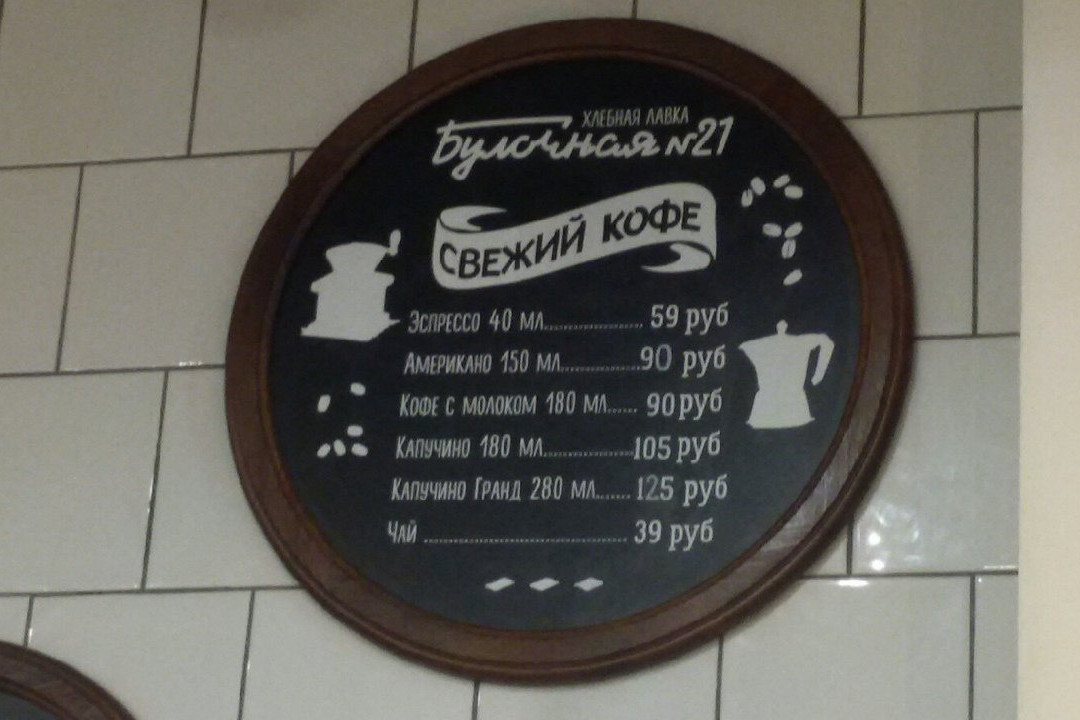 ХЛЕБНАЯ ЛАВКА
Булочная №21
СВЕЖИЙ КОФЕ
Эспрессо 40 мл...................... 59 руб
Американо 150 мл..................90 руб
Кофе с молоком 180 мл...... 90 руб
Капучино 180 мл....................105 руб
Капучино Гранд 280 мл....... 125 руб
Чай ............................................ 39 руб